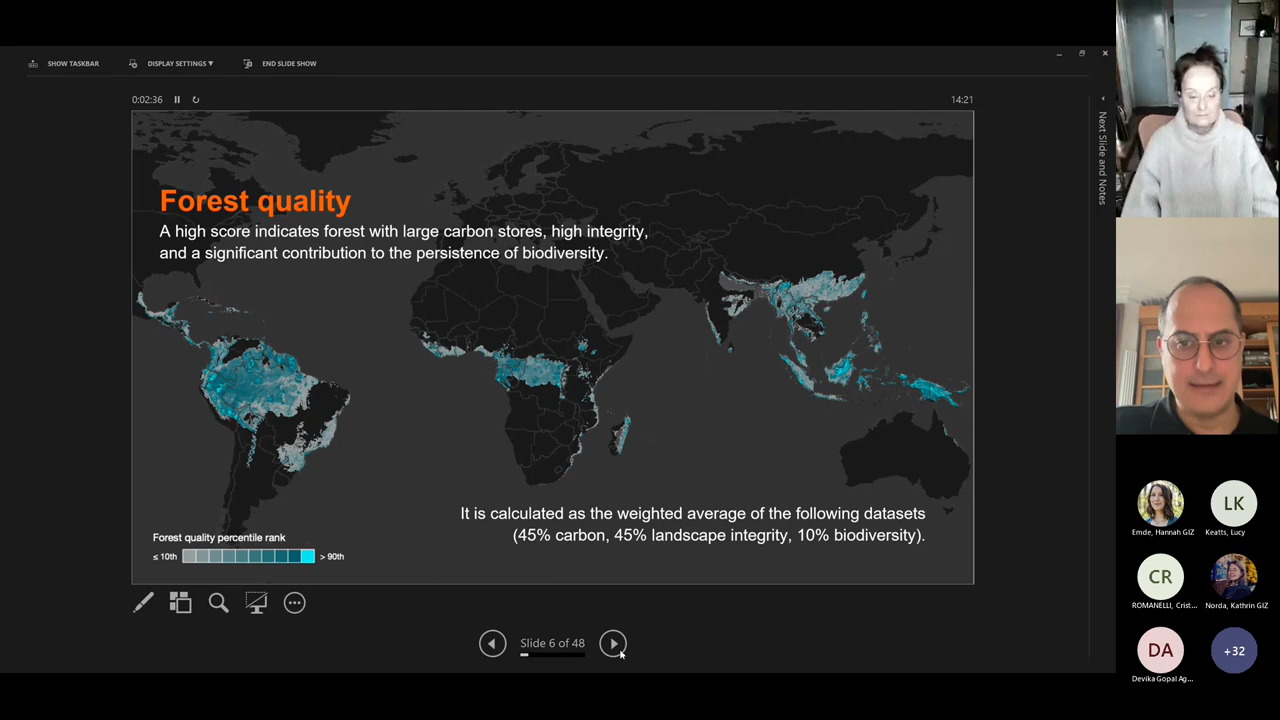 SHOW TASKBAR
DISPLAY SETTINGS ▼
END SLIDE SHOW
0:02:36
14:21
Next Slide and Notes
Forest quality
A high score indicates forest with large carbon stores, high integrity,
and a significant contribution to the persistence of biodiversity.
It is calculated as the weighted average of the following datasets
(45% carbon, 45% landscape integrity, 10% biodiversity).
Forest quality percentile rank
≤ 10th
> 90th
Slide 6 of 48
LK
Emde, Hannah GIZ
Keatts, Lucy
CR
ROMANELLI, Crist...
Norda, Kathrin GIZ
DA
+32
Devika Gopal Ag...